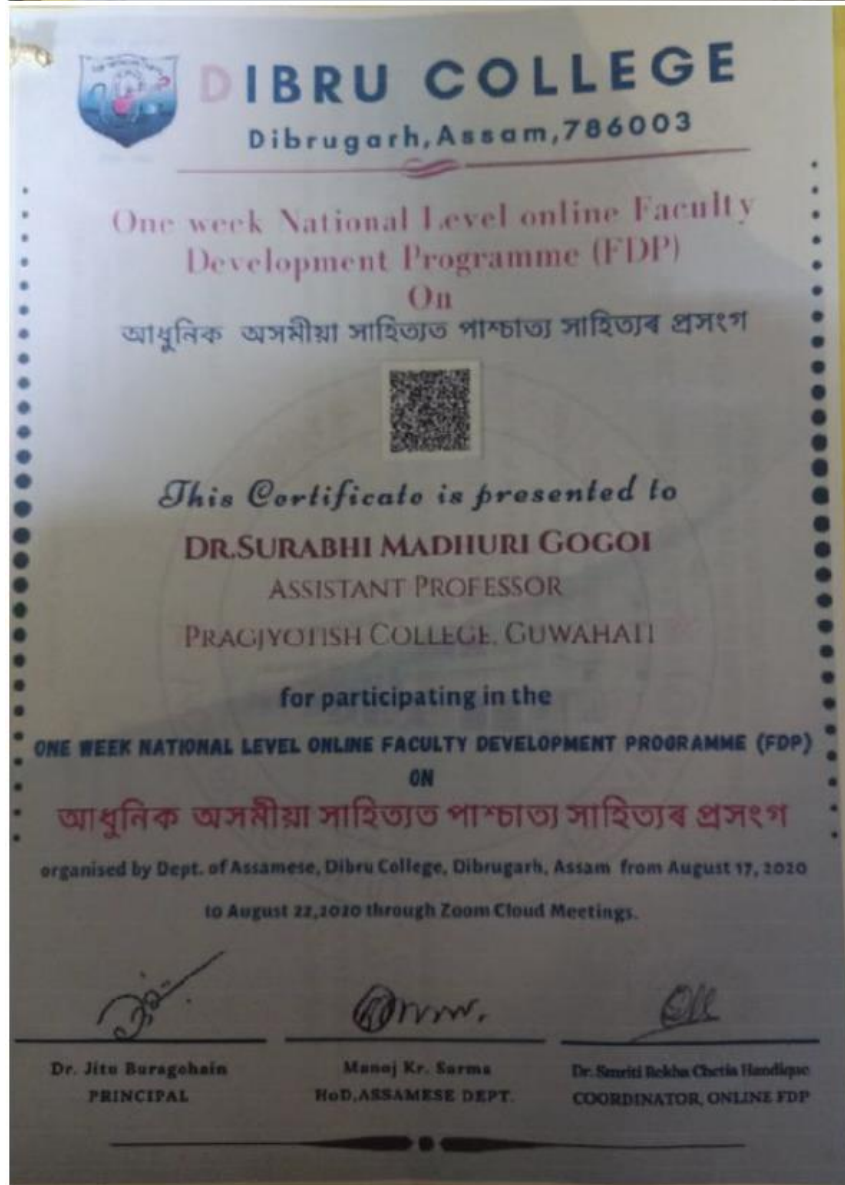 DIBRU COLLEGE
Dibrugarh,Assam,786003
One week National Level online Faculty
Development Programme (FDP)
On
আধুনিক অসমীয়া সাহিত্যত পাশ্চাত্য সাহিত্যৰ প্ৰসংগ
This Certificate is presented to
DR.SURABHI MADHURI GOGOI
ASSISTANT PROFESSOR
PRAGJYOTISH COLLEGE, GUWAHATI
for participating in the
ONE WEEK NATIONAL LEVEL ONLINE FACULTY DEVELOPMENT PROGRAMME (FDP)
ON
আধুনিক অসমীয়া সাহিত্যত পাশ্চাত্য সাহিত্যৰ প্ৰসংগ
organised by Dept. of Assamese, Dibru College, Dibrugarh, Assam from August 17, 2020
to August 22,2020 through Zoom Cloud Meetings.
Dr. Jitu Buragohain Manoj Kr. Sarma Dr. Smriti Rekha Chetia Handique
PRINCIPAL HoD,ASSAMESE DEPT. COORDINATOR, ONLINE FDP